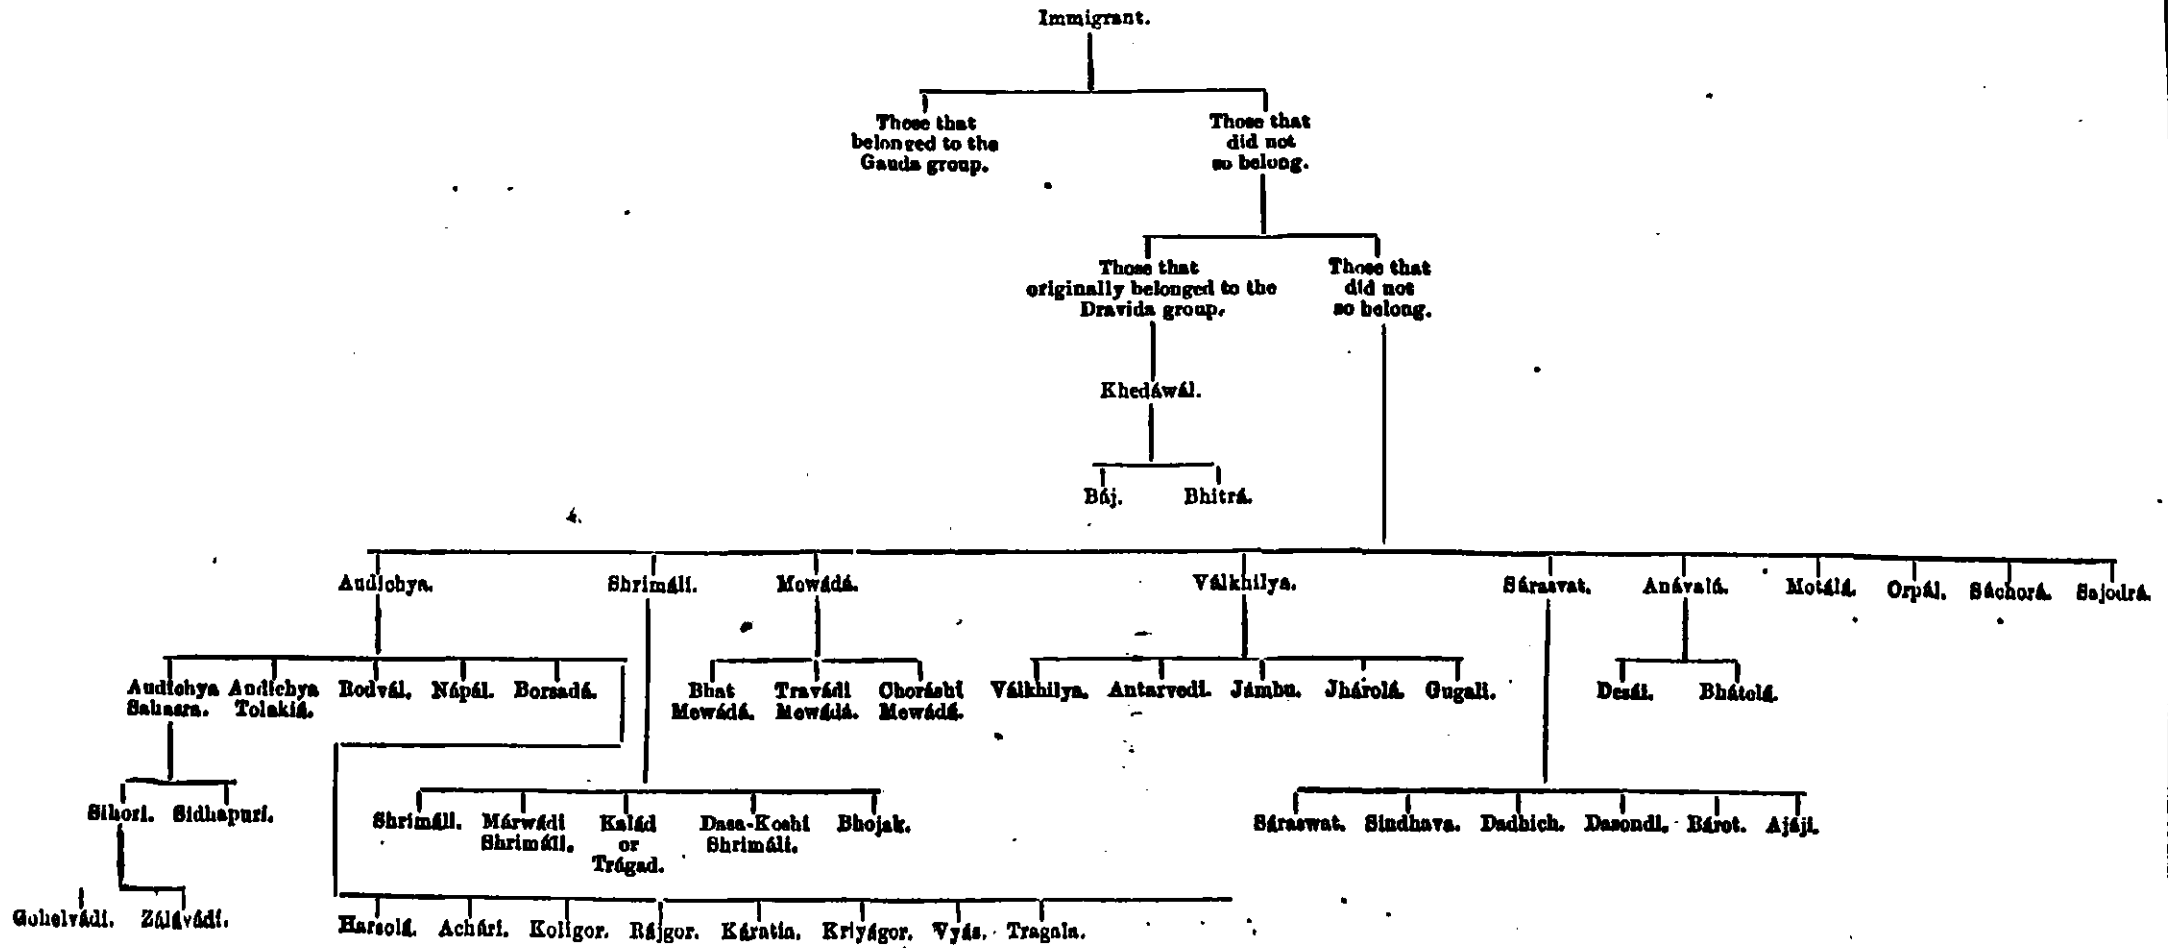 Immigrant.
Those that
belonged to the
Gauda group.
Those that
did not
so belong.
Those that
originally belonged to the
Dravida group.
Those that
did not
so belong.
Khedáwál.
Báj.
Bhitrá.
Audichya.
Shrimáli.
Mewádá.
Válkhilya.
Sáraavat.
Anávalá.
Motálá.
Orpál.
Sáchorá.
Sajodrá.
Audichya
Sahasra.
Audichya
Tolakiá.
Rodvál.
Nápál.
Borsadá.
Bhat
Mewádá.
Travádi
Mewádá.
Choráshi
Mewádá.
Válkhilya.
Antarvedi.
Jámbu.
Jhárolá.
Gugali.
Desái.
Bhátelá.
Sihori.
Sidhapuri.
Shrimáli.
Márwádi
Shrimáli.
Kalád
or
Trágad.
Dasa-Koshi
Shrimáli.
Bhojak.
Sáraswat.
Sindhava.
Dadhich.
Dasondi.
Bárot.
Ajáji.
Gohelvádi.
Zálávádi.
Harsolá.
Achári.
Koligor.
Rájgor.
Káratia.
Kriyágor.
Vyás.
Tragala.